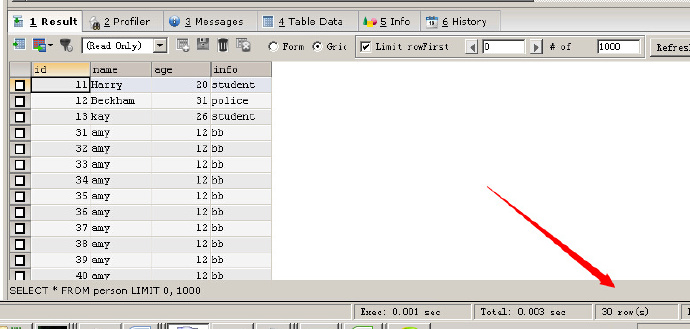 1 Result 2 Profiler 3 Messages 4 Table Data 5 Info 6 History
(Read Only) Form Grid Limit rowFirst 0 # of 1000 Refresh
id name age info
11 Harry 20 student
12 Beckham 31 police
13 kay 26 student
31 amy 12 bb
32 amy 12 bb
33 amy 12 bb
34 amy 12 bb
35 amy 12 bb
36 amy 12 bb
37 amy 12 bb
38 amy 12 bb
39 amy 12 bb
40 amy 12 bb
SELECT * FROM person LIMIT 0, 1000
Exec: 0.001 sec Total: 0.003 sec 30 row(s)